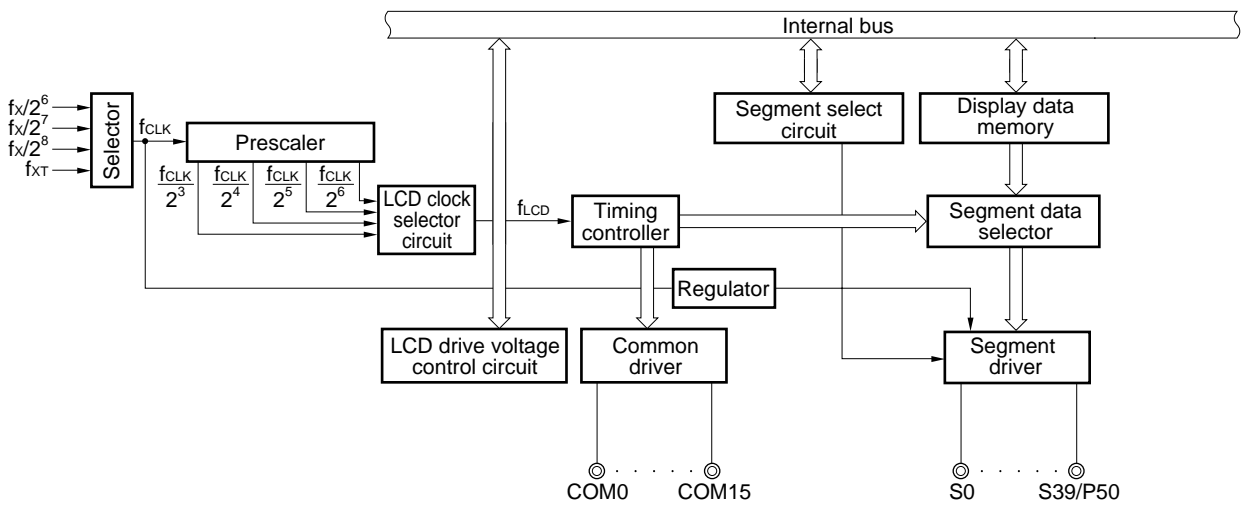 Internal bus
fX/2^6
fX/2^7
fX/2^8
fXT
Selector
fCLK
Prescaler
fCLK/2^3
fCLK/2^4
fCLK/2^5
fCLK/2^6
LCD clock
selector
circuit
fLCD
Timing
controller
Segment select
circuit
Display data
memory
Segment data
selector
Regulator
LCD drive voltage
control circuit
Common
driver
Segment
driver
COM0 . . . . . . COM15
S0 . . . . . . S39/P50